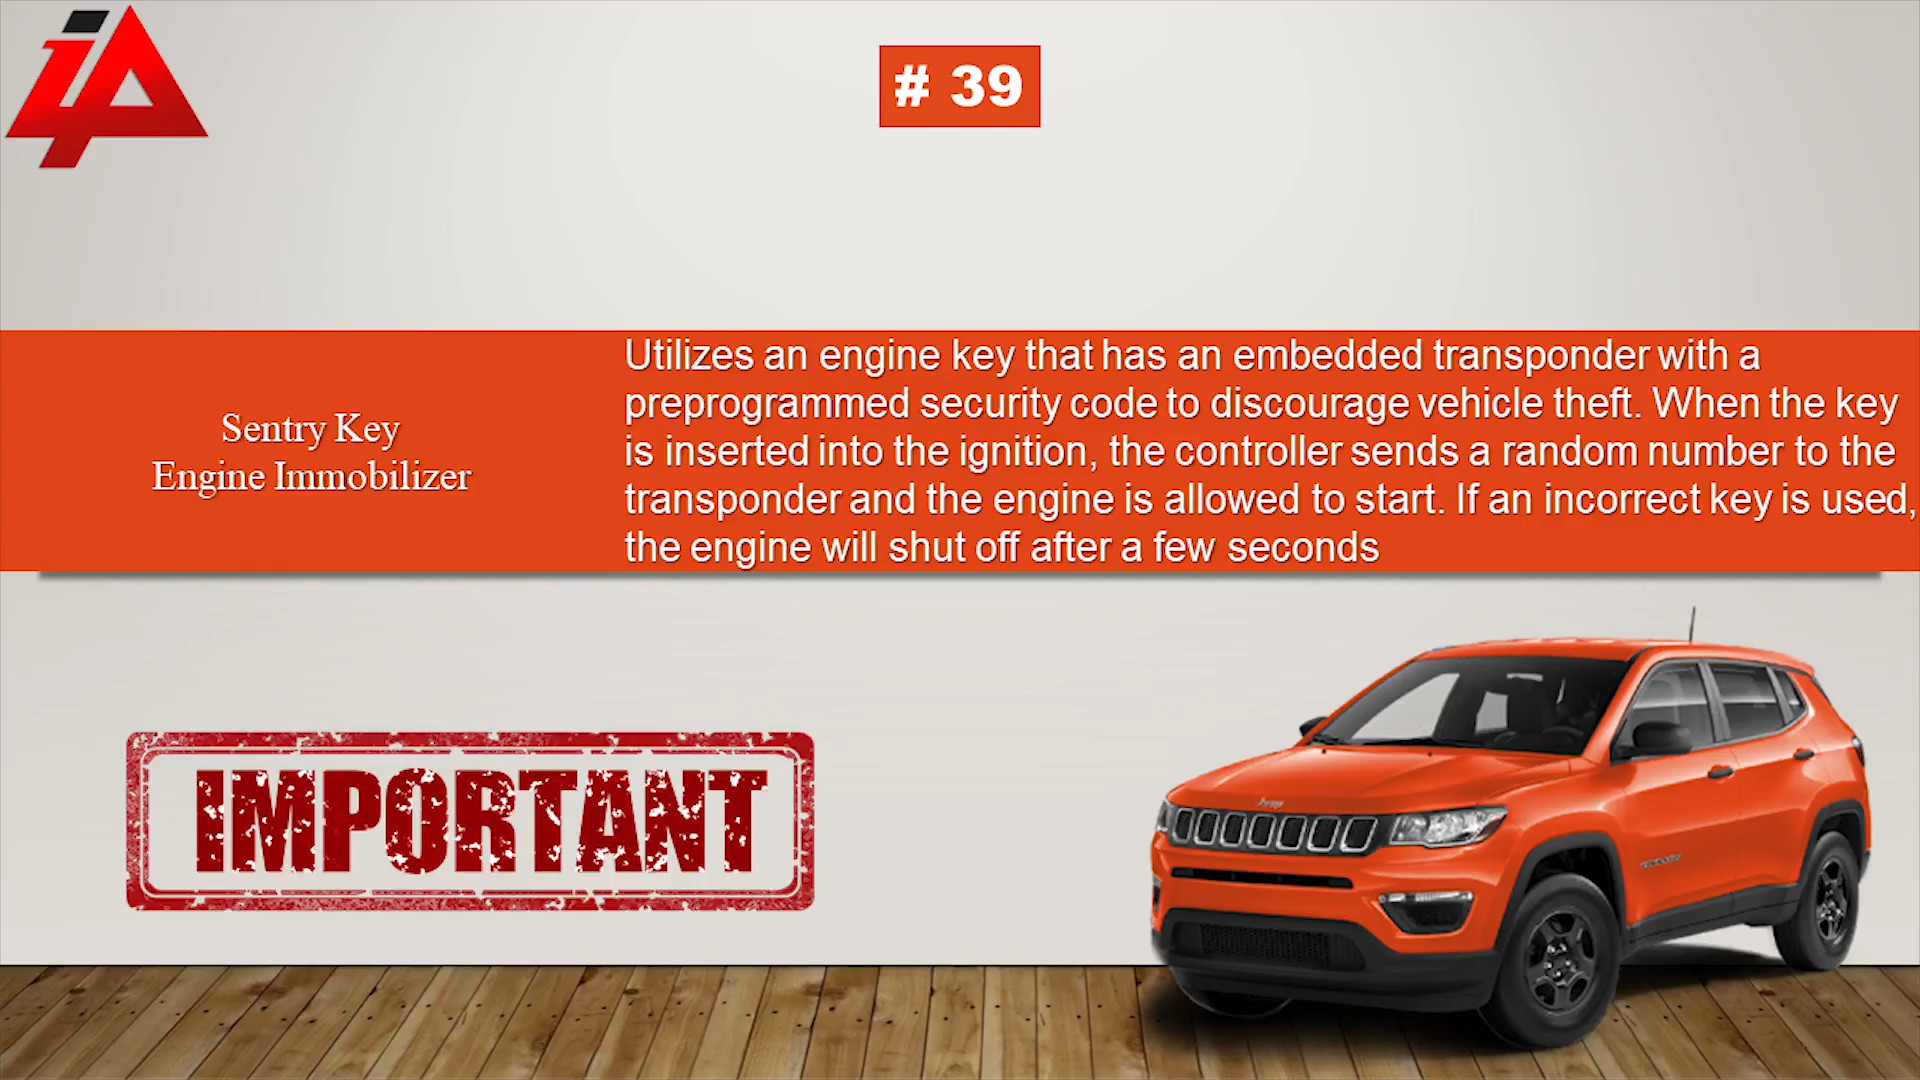 # 39
Sentry Key
Engine Immobilizer
Utilizes an engine key that has an embedded transponder with a
preprogrammed security code to discourage vehicle theft. When the key
is inserted into the ignition, the controller sends a random number to the
transponder and the engine is allowed to start. If an incorrect key is used,
the engine will shut off after a few seconds
IMPORTANT
Jeep